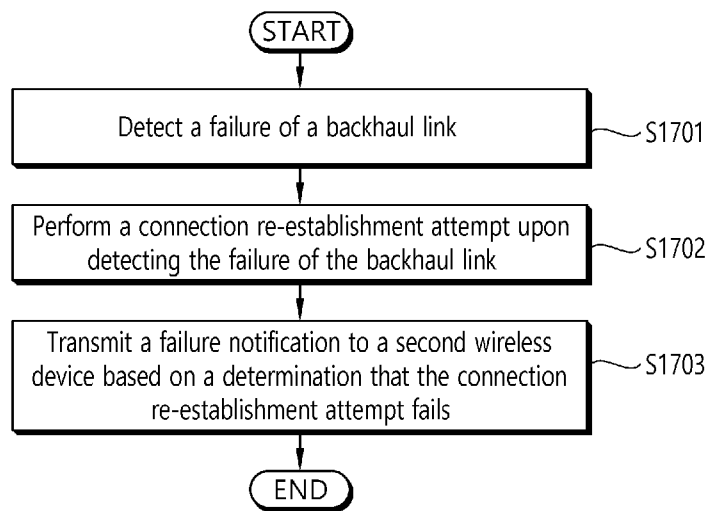 START
Detect a failure of a backhaul link
S1701
Perform a connection re-establishment attempt upon
detecting the failure of the backhaul link
S1702
Transmit a failure notification to a second wireless
device based on a determination that the connection
re-establishment attempt fails
S1703
END